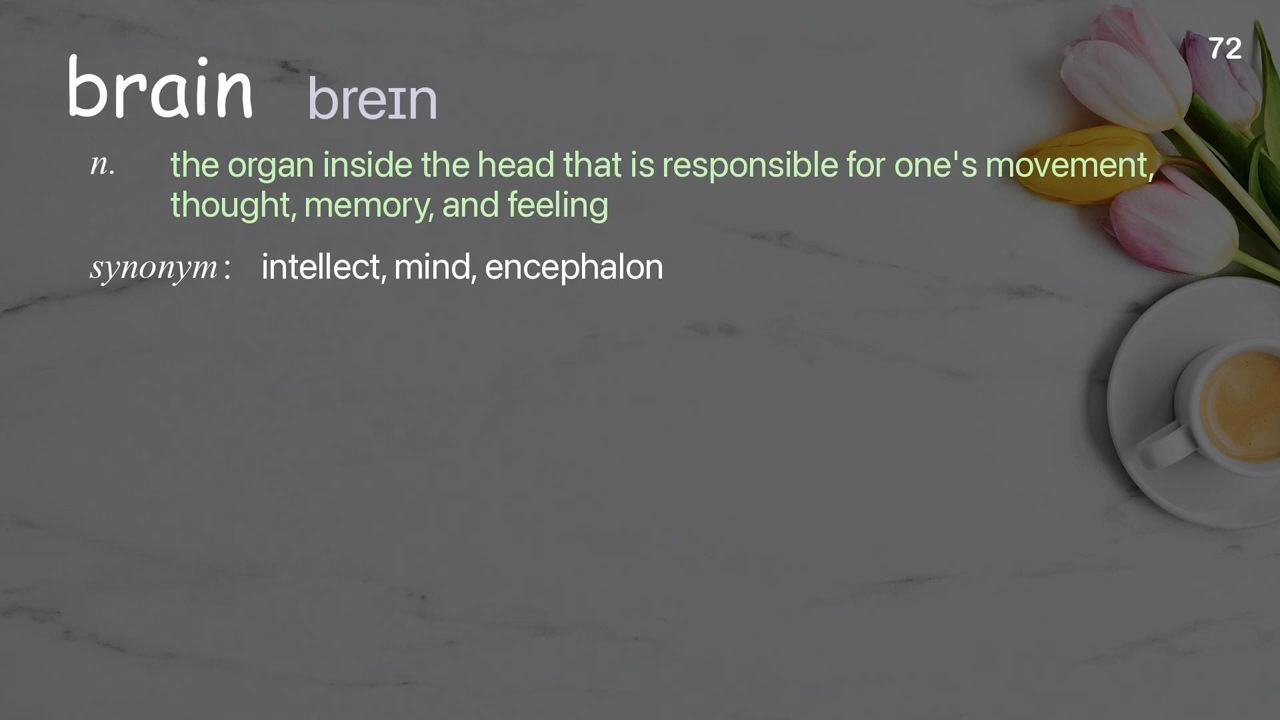 72
brain breɪn
n. the organ inside the head that is responsible for one's movement,
thought, memory, and feeling
synonym: intellect, mind, encephalon